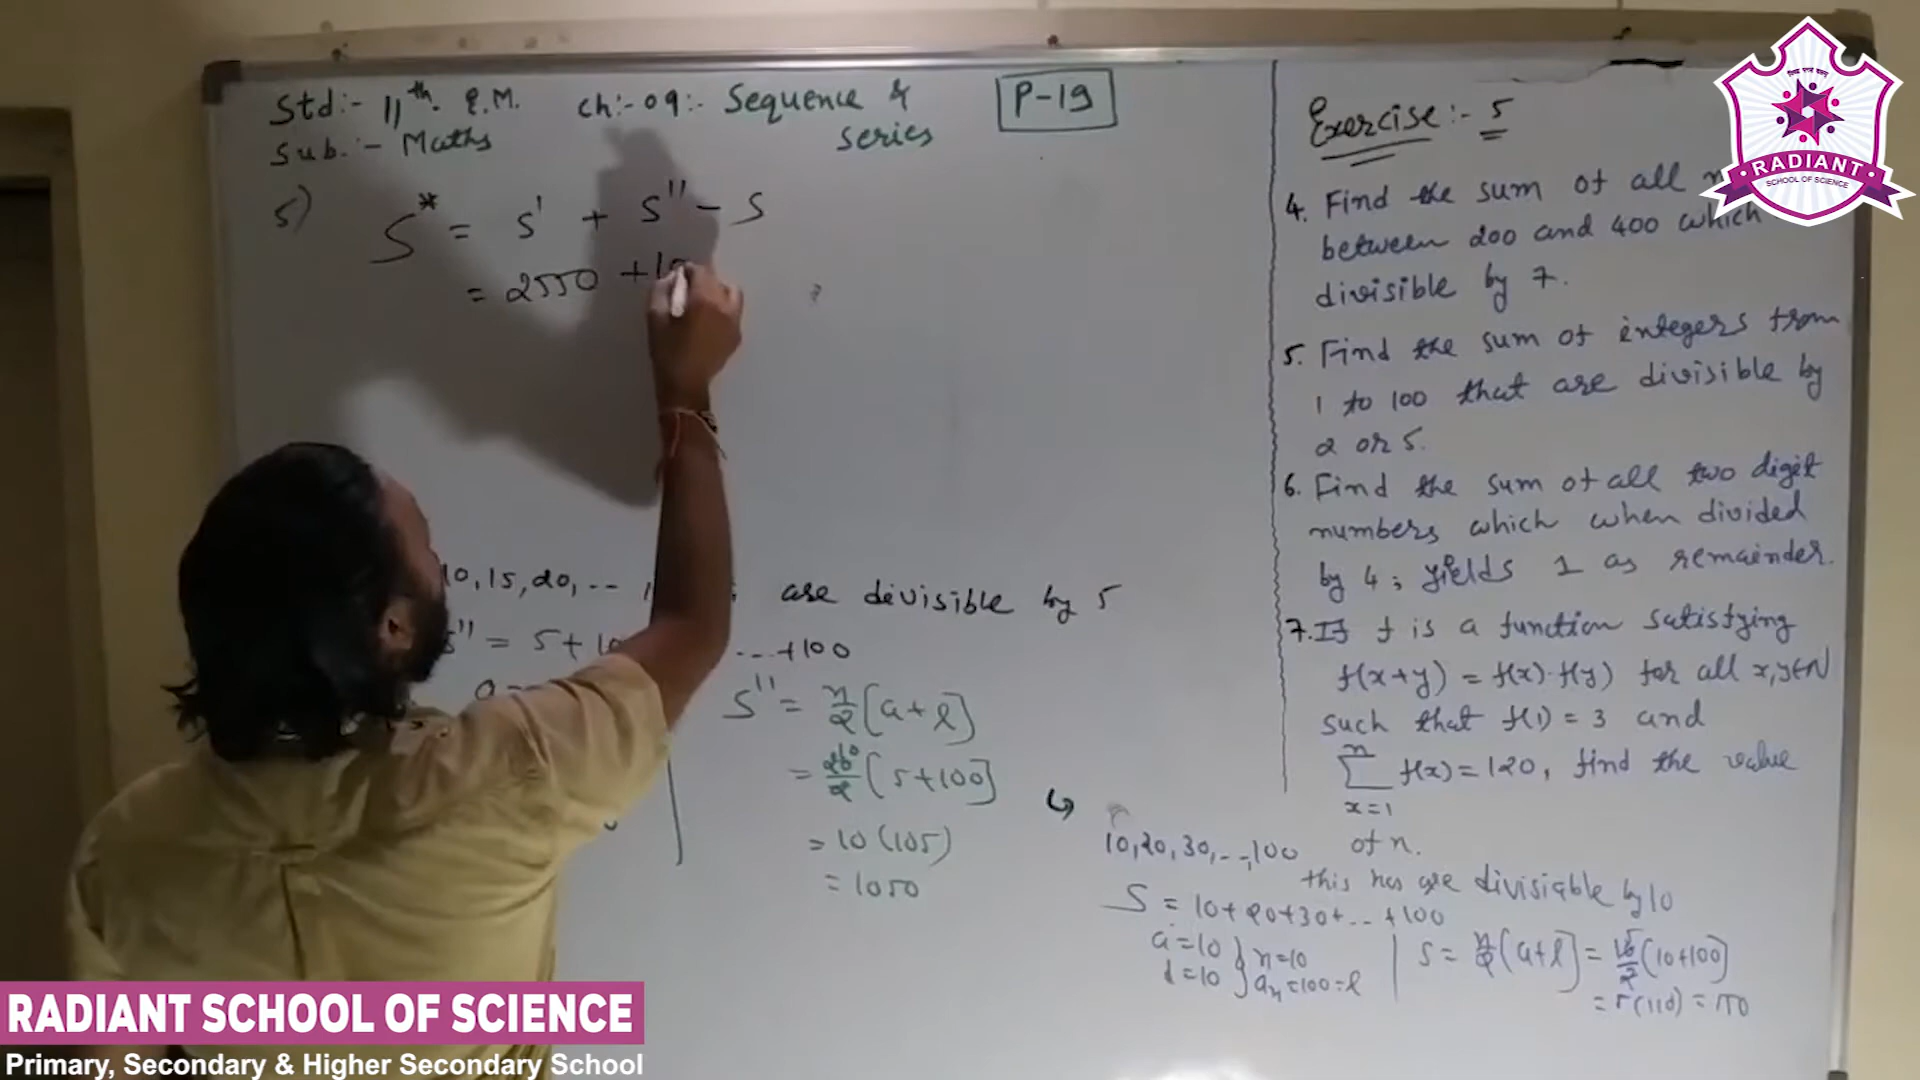 Std:- 11th. E.M. Ch:-09:- Sequence & series P-19
Sub.:- Maths
5) S* = S' + S'' - S
= 2550 + 10
10, 15, 20, ... are devisible by 5
S'' = 5+10 ...+100
S'' = n/2 [a+l]
= 20/2 [5+100]
= 10 (105)
= 1050
Exercise :- 5
4. Find the sum of all
between 200 and 400 which
divisible by 7.
5. Find the sum of integers from
1 to 100 that are divisible by
2 or 5.
6. Find the sum of all two digit
numbers which when divided
by 4, yields 1 as remainder.
7. If f is a function satisfying
f(x+y) = f(x)·f(y) for all x,y∈N
such that f(1) = 3 and
n
∑ f(x) = 120, find the value
x=1
of n.
10,20,30,...,100
this nos are divisiable by 10
S = 10+20+30+...+100
a=10 } n=10
d=10 } an=100=l
S = n/2 [a+l] = 10/2 (10+100)
= 5(110) = 550
RADIANT
SCHOOL OF SCIENCE
RADIANT SCHOOL OF SCIENCE
Primary, Secondary & Higher Secondary School